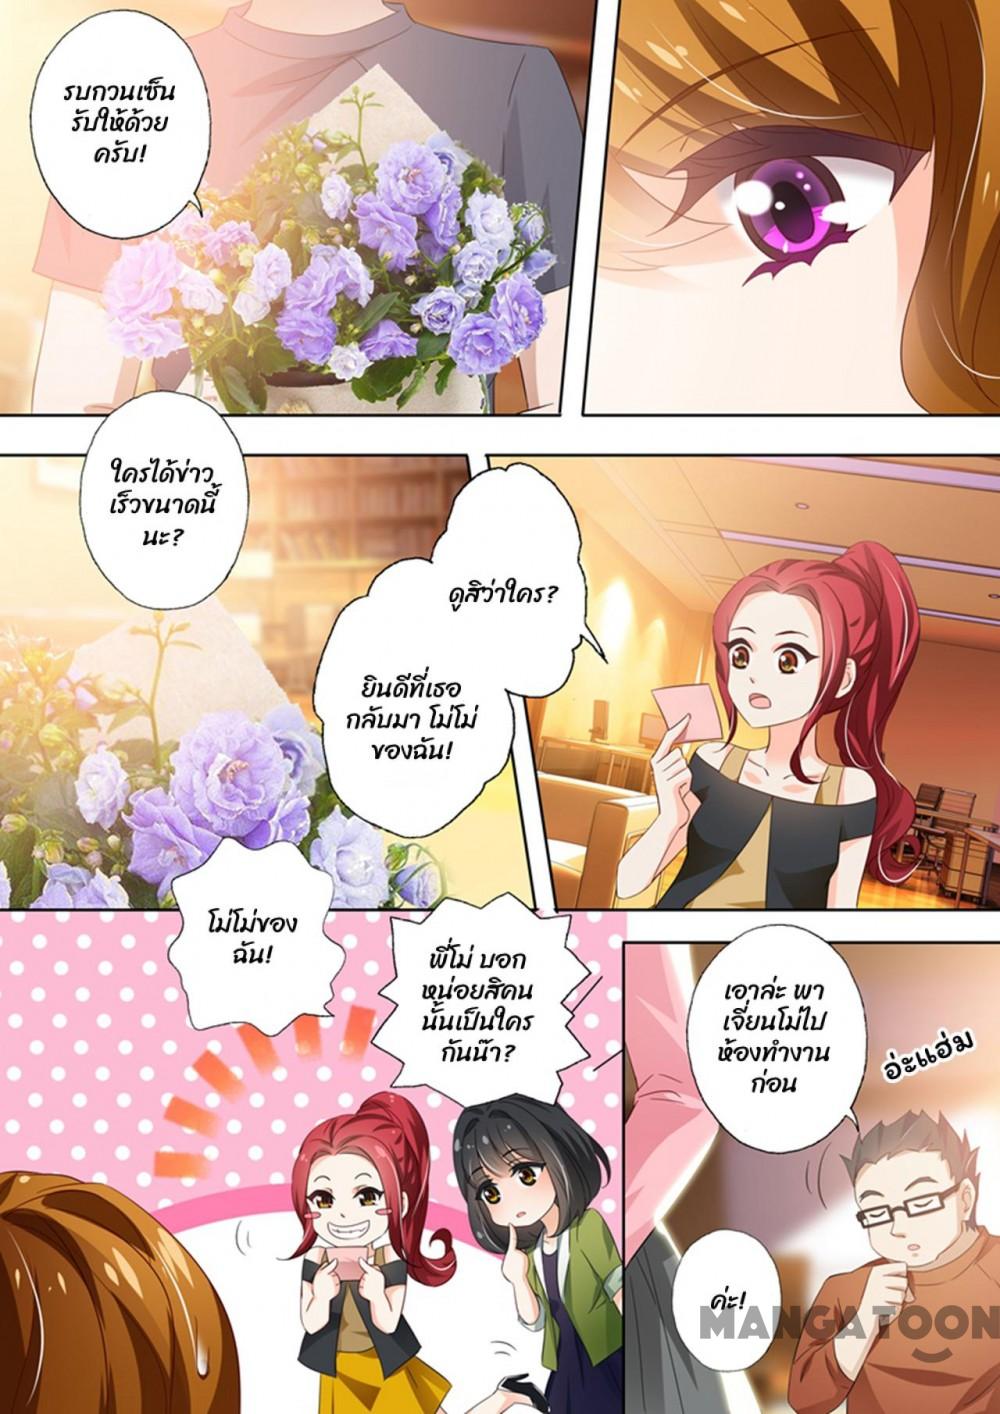 รบกวนเซ็น
รับให้ด้วย
ครับ!
ใครได้ข่าว
เร็วขนาดนี้
นะ?
ดูสิว่าใคร?
ยินดีที่เธอ
กลับมา โม่โม่
ของฉัน!
โม่โม่ของ
ฉัน!
พี่โม่ บอก
หน่อยสิคน
นั้นเป็นใคร
กันน๊า?
เอาล่ะ พา
เจี่ยนโม่ไป
ห้องทำงาน
ก่อน
อ่ะแฮ่ม
ค่ะ!
MANGATOON